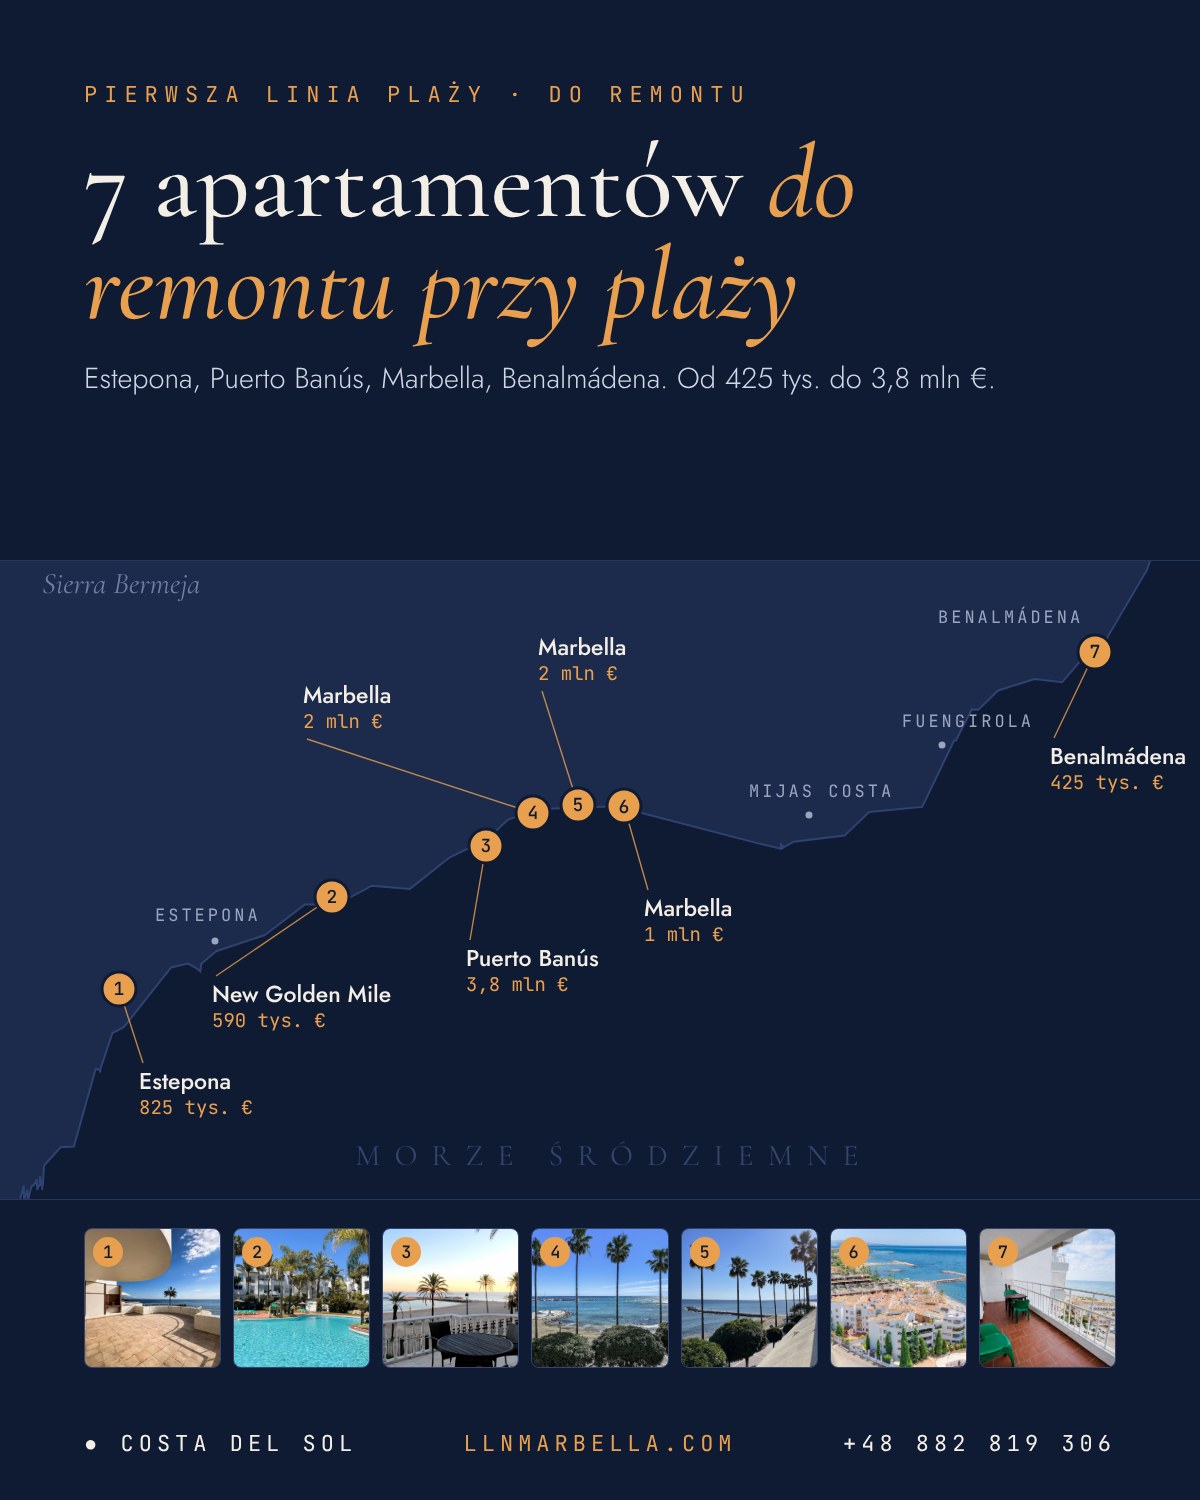 PIERWSZA LINIA PLAŻY · DO REMONTU
7 apartamentów do
remontu przy plaży
Estepona, Puerto Banús, Marbella, Benalmádena. Od 425 tys. do 3,8 mln €.
Sierra Bermeja
BENALMÁDENA
7
Marbella
2 mln €
Marbella
2 mln €
FUENGIROLA
Benalmádena
425 tys. €
MIJAS COSTA
4
5
6
3
2
Marbella
1 mln €
ESTEPONA
Puerto Banús
3,8 mln €
1
New Golden Mile
590 tys. €
Estepona
825 tys. €
MORZE ŚRÓDZIEMNE
1
2
3
4
5
6
7
• COSTA DEL SOL
LLNMARBELLA.COM
+48 882 819 306